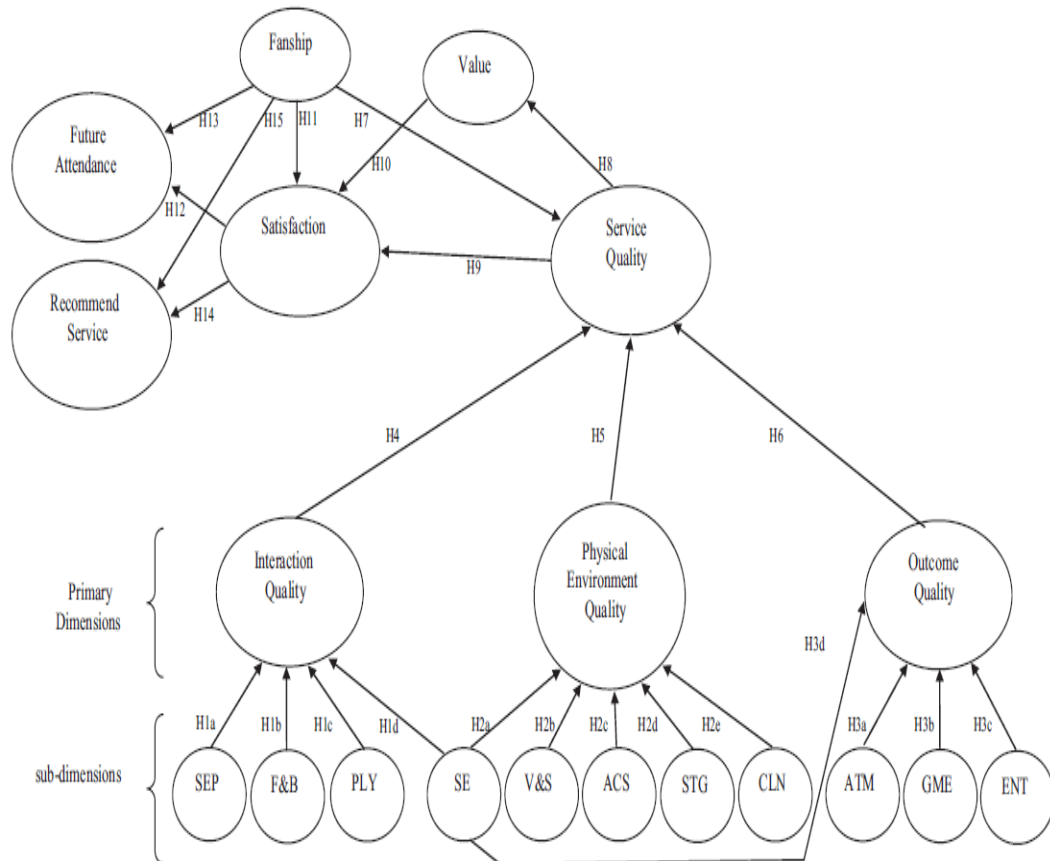 Fanship
Value
H13
H15
H11
H7
Future
Attendance
H10
H8
H12
Satisfaction
Service
Quality
H9
Recommend
Service
H14
H4
H5
H6
Primary
Dimensions
Interaction
Quality
Physical
Environment
Quality
Outcome
Quality
H3d
H1a
H1b
H1c
H1d
H2a
H2b
H2c
H2d
H2e
H3a
H3b
H3c
sub-dimensions
SEP
F&B
PLY
SE
V&S
ACS
STG
CLN
ATM
GME
ENT